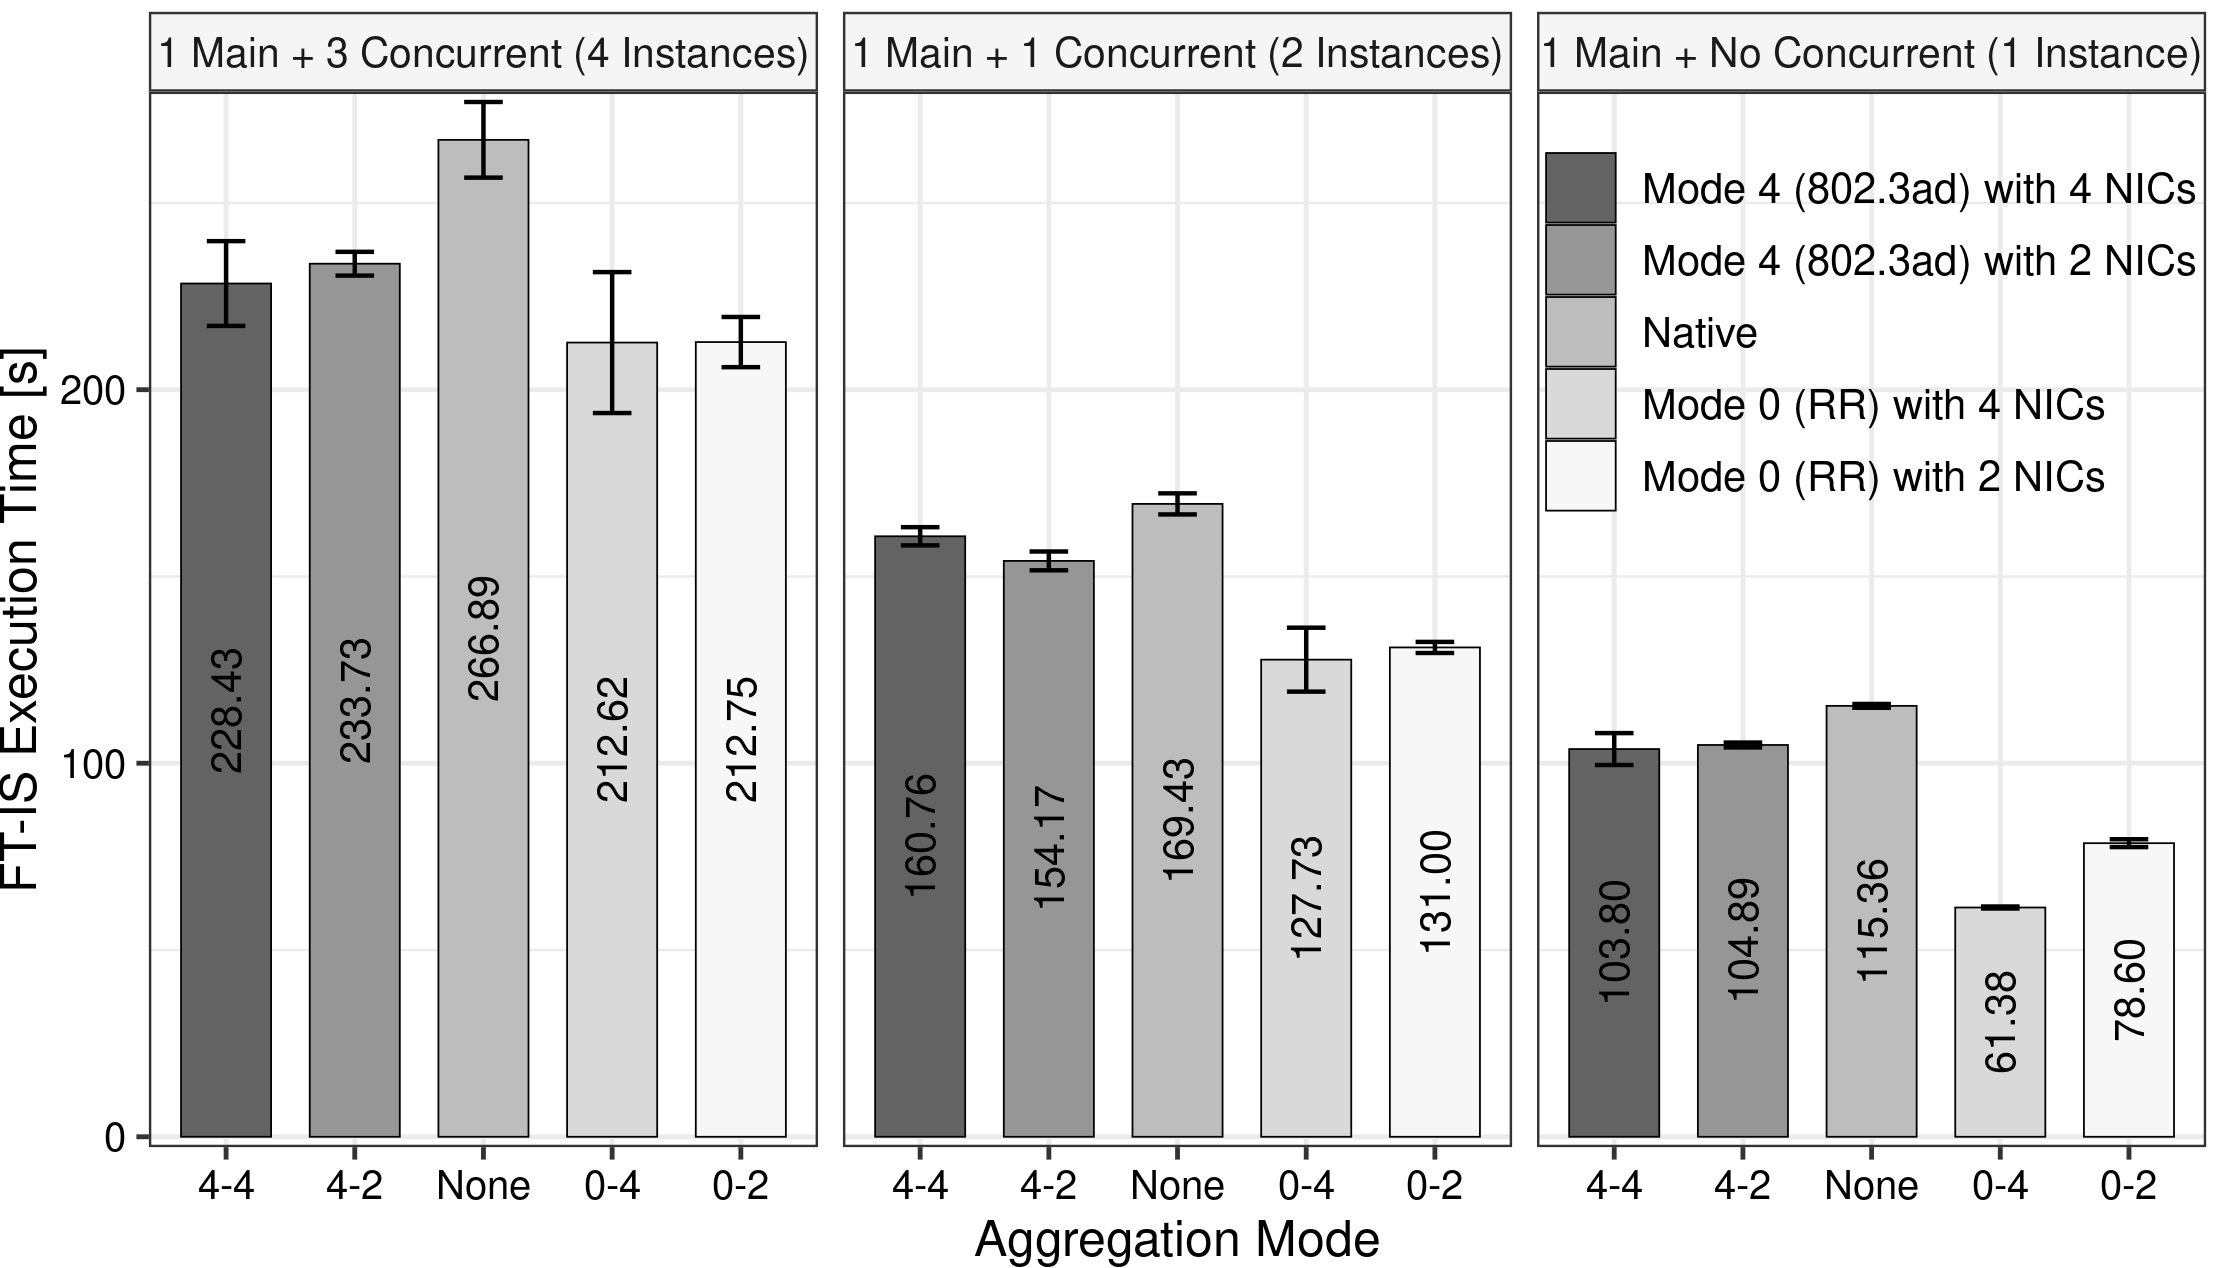 1 Main + 3 Concurrent (4 Instances)
1 Main + 1 Concurrent (2 Instances)
1 Main + No Concurrent (1 Instance)
Mode 4 (802.3ad) with 4 NICs
Mode 4 (802.3ad) with 2 NICs
Native
Mode 0 (RR) with 4 NICs
Mode 0 (RR) with 2 NICs
FT-IS Execution Time [s]
200
100
0
228.43
233.73
266.89
212.62
212.75
160.76
154.17
169.43
127.73
131.00
103.80
104.89
115.36
61.38
78.60
4-4
4-2
None
0-4
0-2
4-4
4-2
None
0-4
0-2
4-4
4-2
None
0-4
0-2
Aggregation Mode